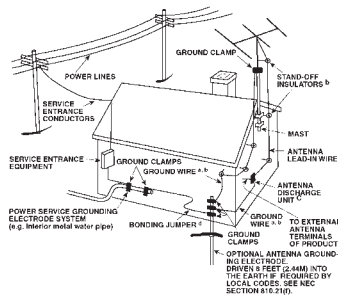 GROUND CLAMP
POWER LINES
STAND-OFF
INSULATORS b
SERVICE
ENTRANCE
CONDUCTORS
MAST
ANTENNA
LEAD-IN WIRE
SERVICE ENTRANCE
EQUIPMENT
GROUND CLAMPS
GROUND WIRE a, b
ANTENNA
DISCHARGE
UNIT c
POWER SERVICE GROUNDING
ELECTRODE SYSTEM
(e.g. interior metal water pipe)
BONDING JUMPER d
GROUND
WIRE a, b
TO EXTERNAL
ANTENNA
TERMINALS
OF PRODUCT
GROUND
CLAMPS
OPTIONAL ANTENNA GROUND-
ING ELECTRODE.
DRIVEN 8 FEET (2.44M) INTO
THE EARTH IF REQUIRED BY
LOCAL CODES. SEE NEC
SECTION 810.21(f).